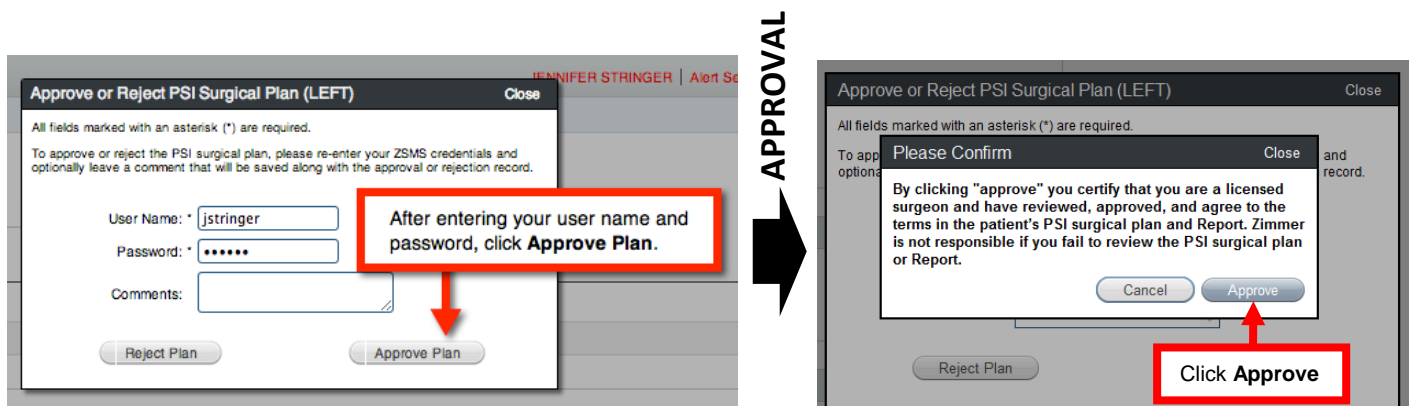 JENNIFER STRINGER | Alert Se
Approve or Reject PSI Surgical Plan (LEFT) Close
All fields marked with an asterisk (*) are required.
To approve or reject the PSI surgical plan, please re-enter your ZSMS credentials and
optionally leave a comment that will be saved along with the approval or rejection record.
User Name: * jstringer
Password: * ••••••
Comments:
After entering your user name and
password, click Approve Plan.
Reject Plan Approve Plan
APPROVAL
Approve or Reject PSI Surgical Plan (LEFT) Close
All fields marked with an asterisk (*) are required.
To app
optiona
and
record.
Please Confirm Close
By clicking "approve" you certify that you are a licensed
surgeon and have reviewed, approved, and agree to the
terms in the patient's PSI surgical plan and Report. Zimmer
is not responsible if you fail to review the PSI surgical plan
or Report.
Cancel Approve
Reject Plan
Click Approve